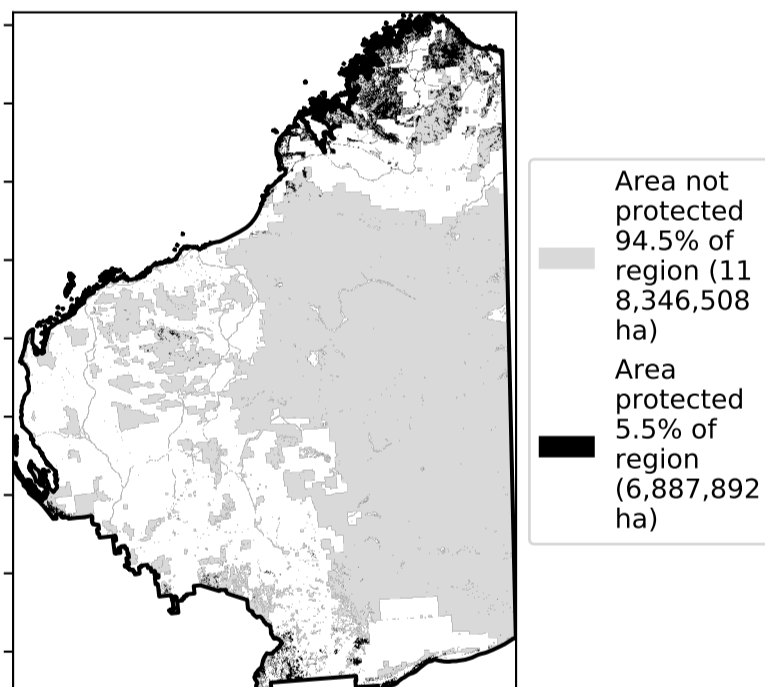 Area not
protected
94.5% of
region (11
8,346,508
ha)
Area
protected
5.5% of
region
(6,887,892
ha)